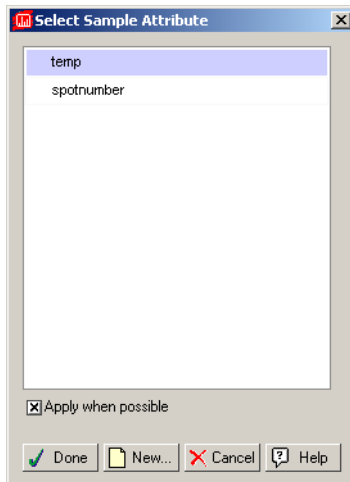 Select Sample Attribute
temp
spotnumber
Apply when possible
Done New... Cancel Help